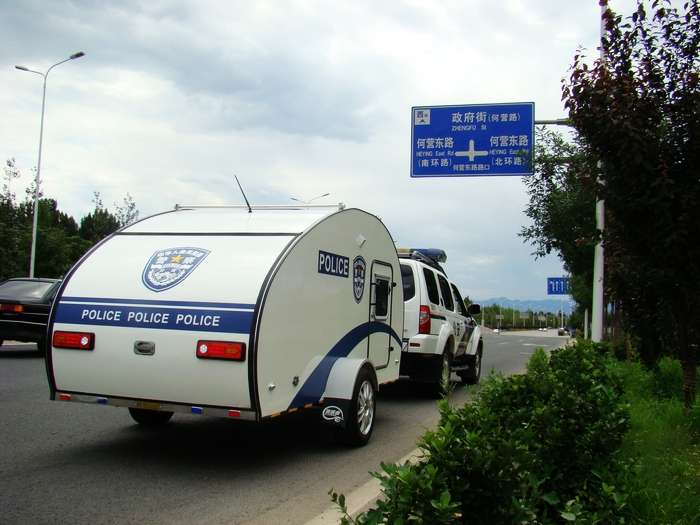 西
政府街(何营路)
ZHENGFU St
何营东路
HEYING East Rd
(南环路)
何营东路
HEYING East Rd
(北环路)
何营东路路口
POLICE
POLICE POLICE POLICE